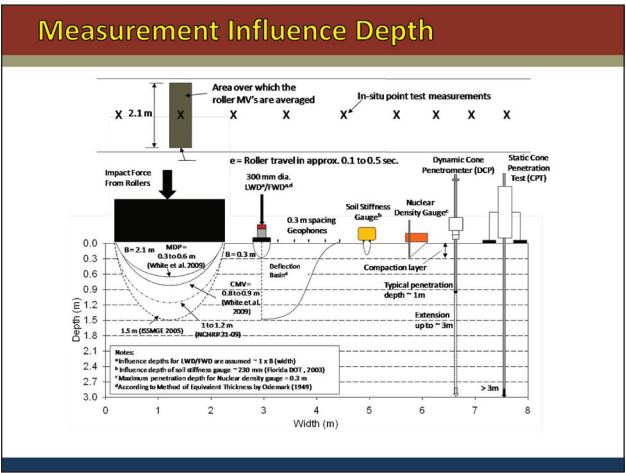 Measurement Influence Depth
Area over which the
roller MV's are averaged
In-situ point test measurements
2.1 m
X X X X X X X X
e = Roller travel in approx. 0.1 to 0.5 sec.
Impact Force
From Rollers
300 mm dia.
LWDª/FWDª,ᵈ
0.3 m spacing
Geophones
Soil Stiffness
Gaugeᵇ
Nuclear
Density Gaugeᶜ
Dynamic Cone
Penetrometer (DCP)
Static Cone
Penetration
Test (CPT)
B = 2.1 m
MDP =
0.3 to 0.6 m
(White et al. 2009)
B = 0.3 m
Deflection
Basinᵈ
Compaction layer
CMV =
0.8 to 0.9 m
(White et al.
2009)
Typical penetration
depth ~ 1m
Extension
up to ~ 3m
1.5 m (ISSMGE 2005)
1 to 1.2 m
(NCHRP 21-09)
> 3m
Notes:
ª Influence depths for LWD/FWD are assumed ~ 1 x B (width)
ᵇ Influence depth of soil stiffness gauge ~ 230 mm (Florida DOT, 2003)
ᶜ Maximum penetration depth for Nuclear density gauge = 0.3 m
ᵈ According to Method of Equivalent Thickness by Odemark (1949)
Depth (m)
0.0
0.3
0.6
0.9
1.2
1.5
1.8
2.1
2.4
2.7
3.0
0 1 2 3 4 5 6 7 8
Width (m)